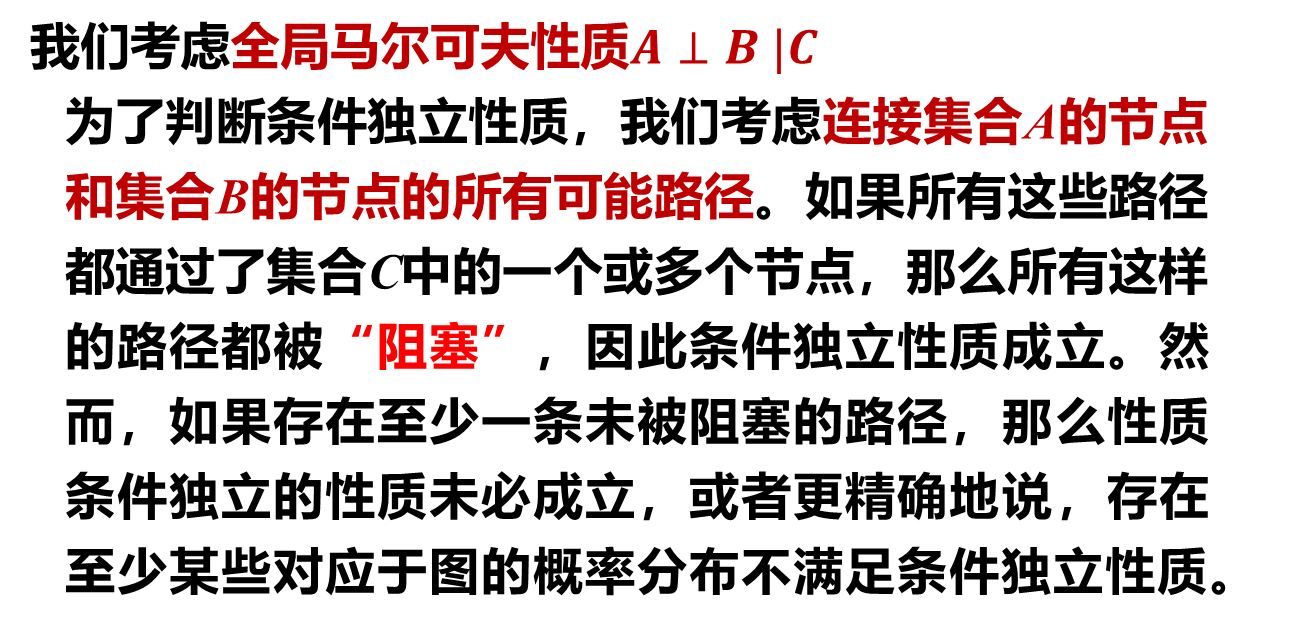 我们考虑全局马尔可夫性质A ⊥ B |C
为了判断条件独立性质，我们考虑连接集合A的节点
和集合B的节点的所有可能路径。如果所有这些路径
都通过了集合C中的一个或多个节点，那么所有这样
的路径都被“阻塞”，因此条件独立性质成立。然
而，如果存在至少一条未被阻塞的路径，那么性质
条件独立的性质未必成立，或者更精确地说，存在
至少某些对应于图的概率分布不满足条件独立性质。